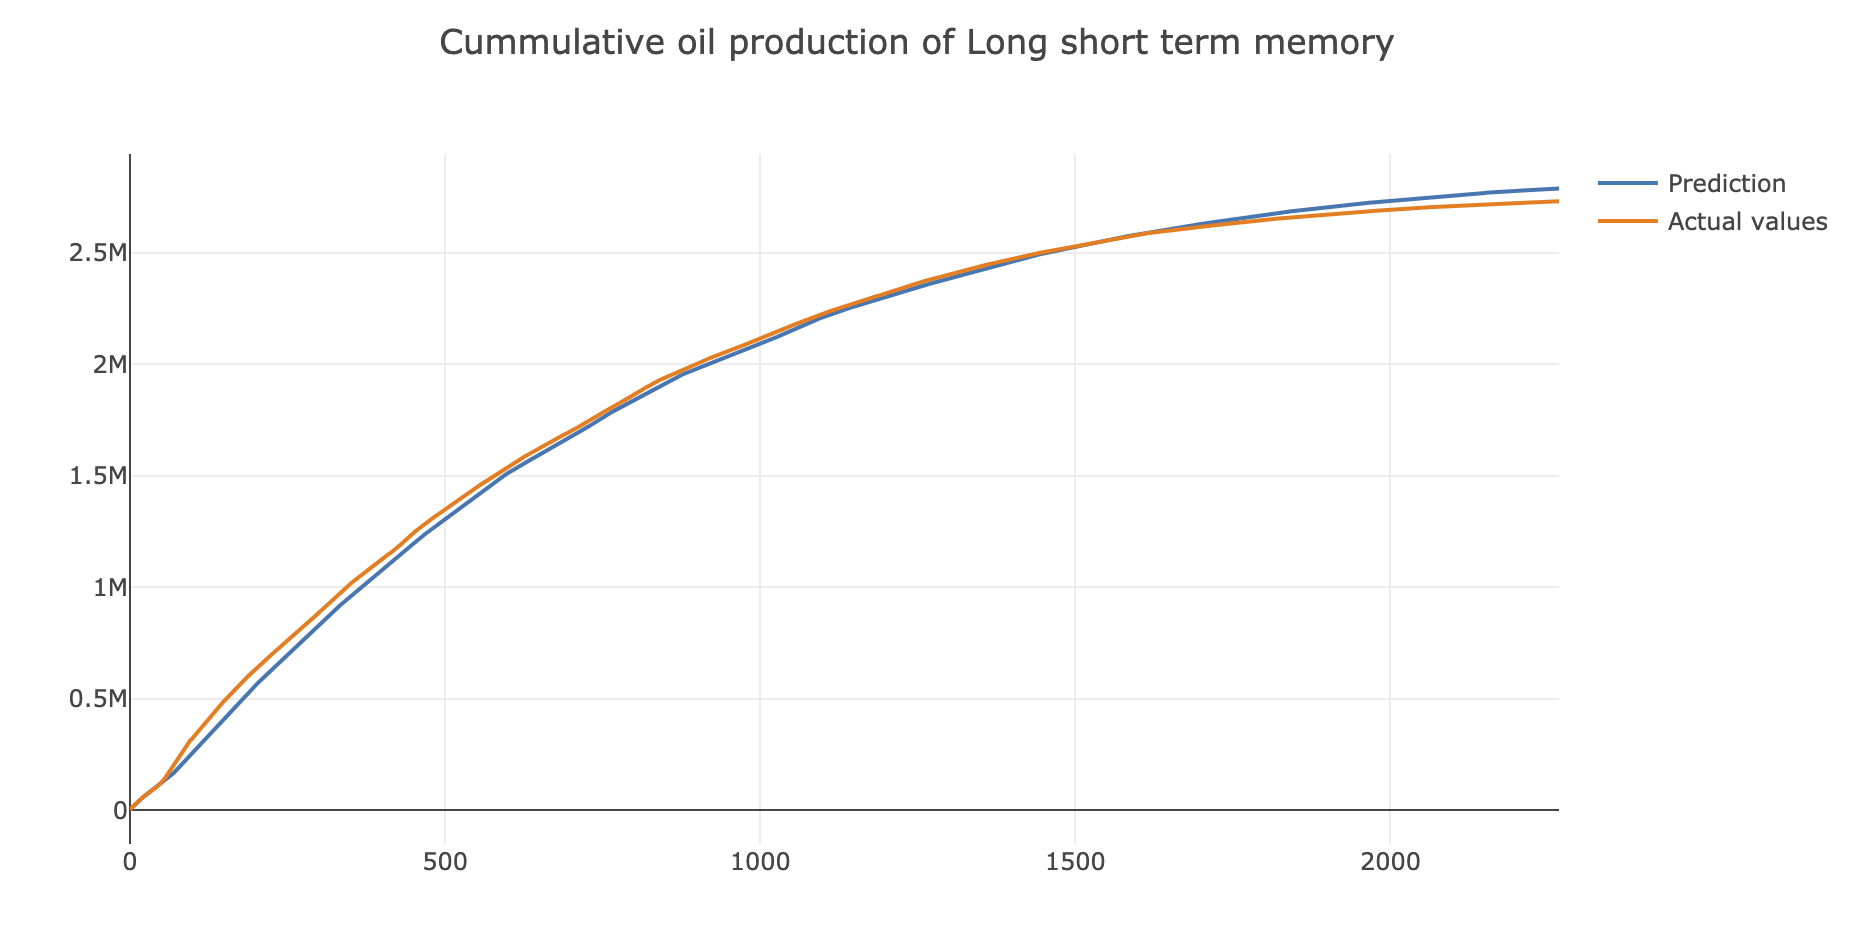 Cummulative oil production of Long short term memory
Prediction
Actual values
2.5M
2M
1.5M
1M
0.5M
0
0 500 1000 1500 2000